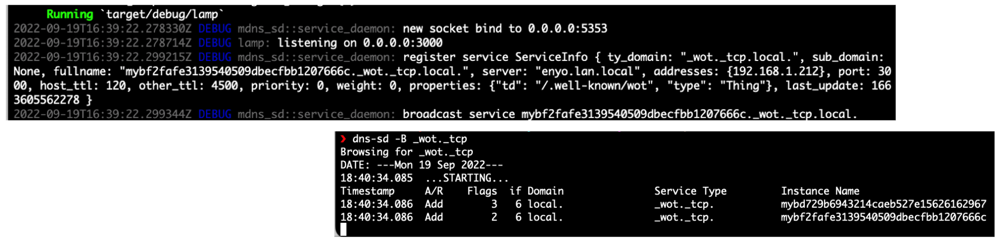 Running `target/debug/lamp`
2022-09-19T16:39:22.278330Z DEBUG mdns_sd::service_daemon: new socket bind to 0.0.0.0:5353
2022-09-19T16:39:22.278714Z DEBUG lamp: listening on 0.0.0.0:3000
2022-09-19T16:39:22.299215Z DEBUG mdns_sd::service_daemon: register service ServiceInfo { ty_domain: "_wot._tcp.local.", sub_domain:
None, fullname: "mybf2fafe3139540509dbecfbb1207666c._wot._tcp.local.", server: "enyo.lan.local", addresses: {192.168.1.212}, port: 30
00, host_ttl: 120, other_ttl: 4500, priority: 0, weight: 0, properties: {"td": "/.well-known/wot", "type": "Thing"}, last_update: 166
3605562278 }
2022-09-19T16:39:22.299344Z DEBUG mdns_sd::service_daemon: broadcast service mybf2fafe3139540509dbecfbb1207666c._wot._tcp.local.
❯ dns-sd -B _wot._tcp
Browsing for _wot._tcp
DATE: ---Mon 19 Sep 2022---
18:40:34.085 ...STARTING...
Timestamp A/R Flags if Domain Service Type Instance Name
18:40:34.086 Add 3 6 local. _wot._tcp. mybd729b6943214caeb527e15626162967
18:40:34.086 Add 2 6 local. _wot._tcp. mybf2fafe3139540509dbecfbb1207666c